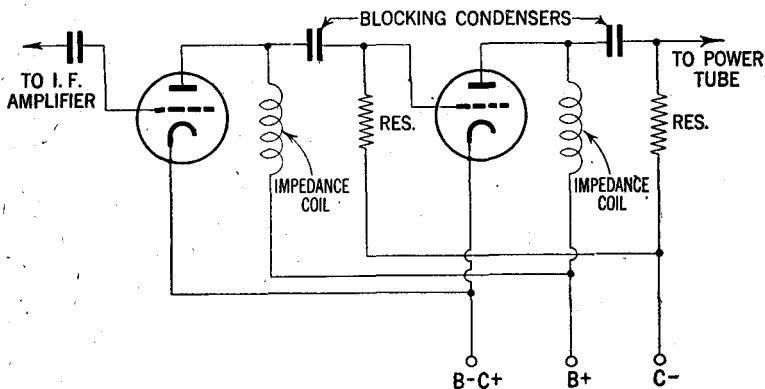 BLOCKING CONDENSERS
TO I. F.
AMPLIFIER
TO POWER
TUBE
RES.
RES.
IMPEDANCE
COIL
IMPEDANCE
COIL
B-C+
B+
C-